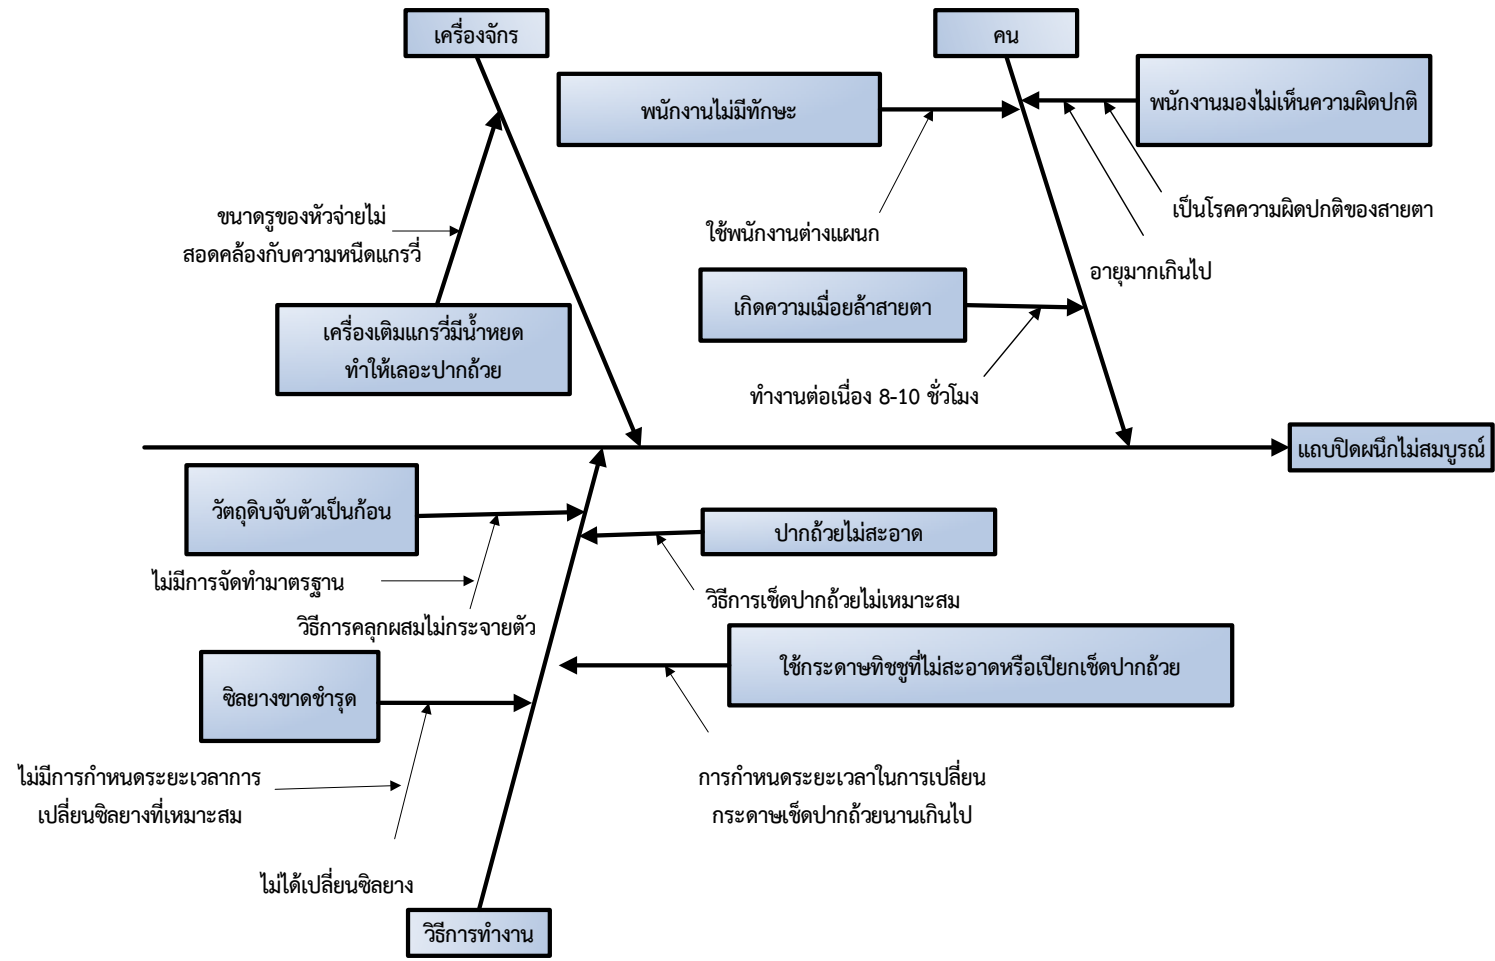 เครื่องจักร
คน
พนักงานไม่มีทักษะ
พนักงานมองไม่เห็นความผิดปกติ
ขนาดรูของหัวจ่ายไม่
สอดคล้องกับความหนืดแกรวี่
ใช้พนักงานต่างแผนก
เป็นโรคความผิดปกติของสายตา
อายุมากเกินไป
เกิดความเมื่อยล้าสายตา
เครื่องเติมแกรวี่มีน้ำหยด
ทำให้เลอะปากถ้วย
ทำงานต่อเนื่อง 8-10 ชั่วโมง
แถบปิดผนึกไม่สมบูรณ์
วัตถุดิบจับตัวเป็นก้อน
ปากถ้วยไม่สะอาด
ไม่มีการจัดทำมาตรฐาน
วิธีการเช็ดปากถ้วยไม่เหมาะสม
วิธีการคลุกผสมไม่กระจายตัว
ใช้กระดาษทิชชูที่ไม่สะอาดหรือเปียกเช็ดปากถ้วย
ซิลยางขาดชำรุด
ไม่มีการกำหนดระยะเวลาการ
เปลี่ยนซิลยางที่เหมาะสม
การกำหนดระยะเวลาในการเปลี่ยน
กระดาษเช็ดปากถ้วยนานเกินไป
ไม่ได้เปลี่ยนซิลยาง
วิธีการทำงาน